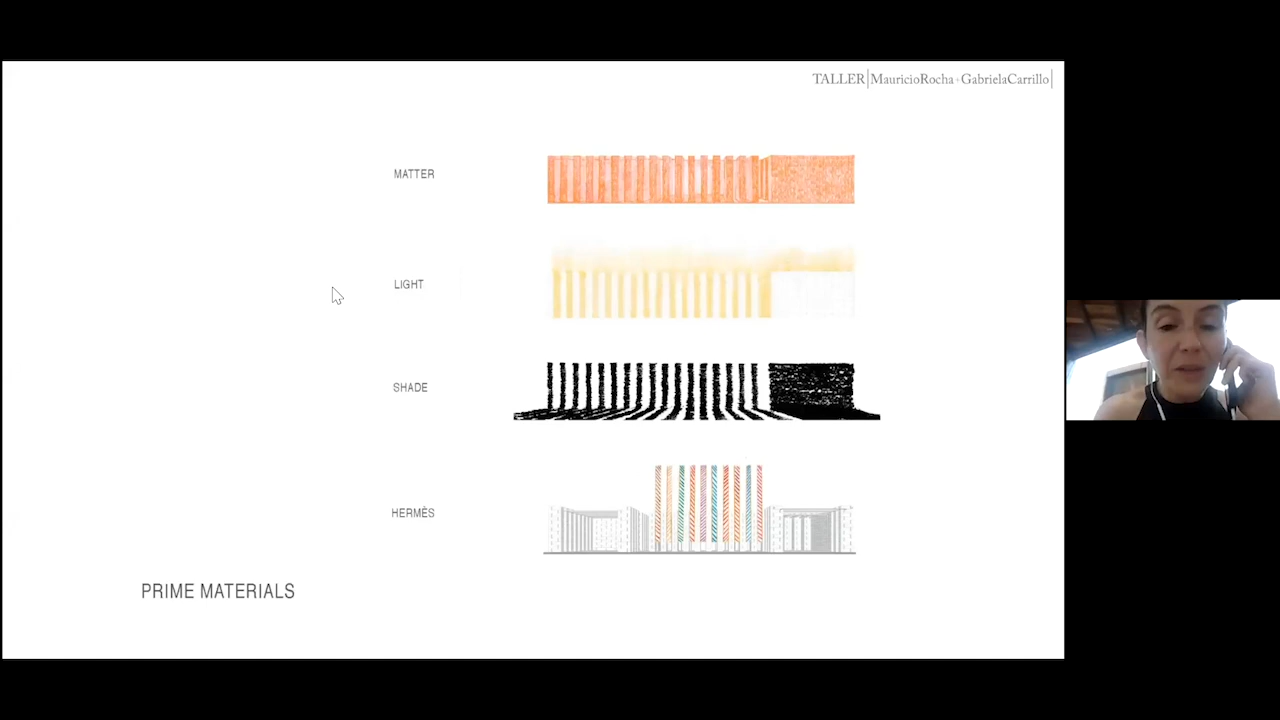 TALLER|MauricioRocha + GabrielaCarrillo|
MATTER
LIGHT
SHADE
HERMÈS
PRIME MATERIALS